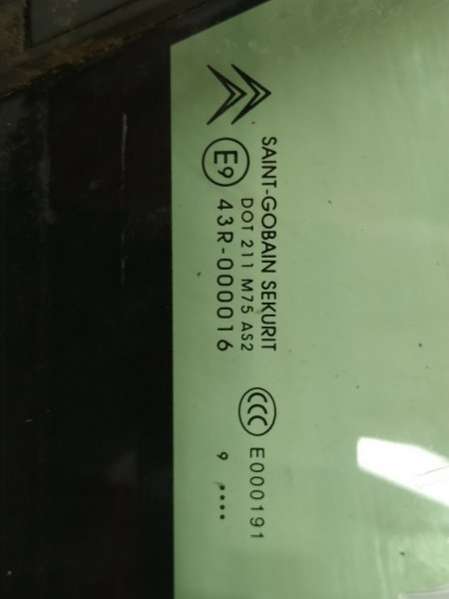 SAINT-GOBAIN SEKURIT
DOT 211 M75 AS2
E9 43R-000016
CCC E000191
9 ....